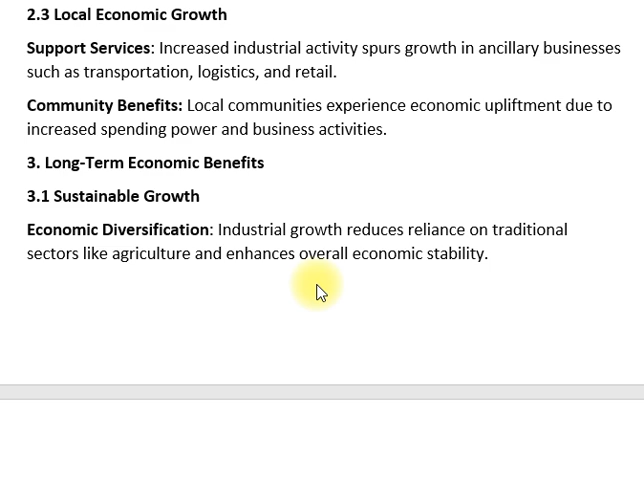 2.3 Local Economic Growth
Support Services: Increased industrial activity spurs growth in ancillary businesses
such as transportation, logistics, and retail.
Community Benefits: Local communities experience economic upliftment due to
increased spending power and business activities.
3. Long-Term Economic Benefits
3.1 Sustainable Growth
Economic Diversification: Industrial growth reduces reliance on traditional
sectors like agriculture and enhances overall economic stability.